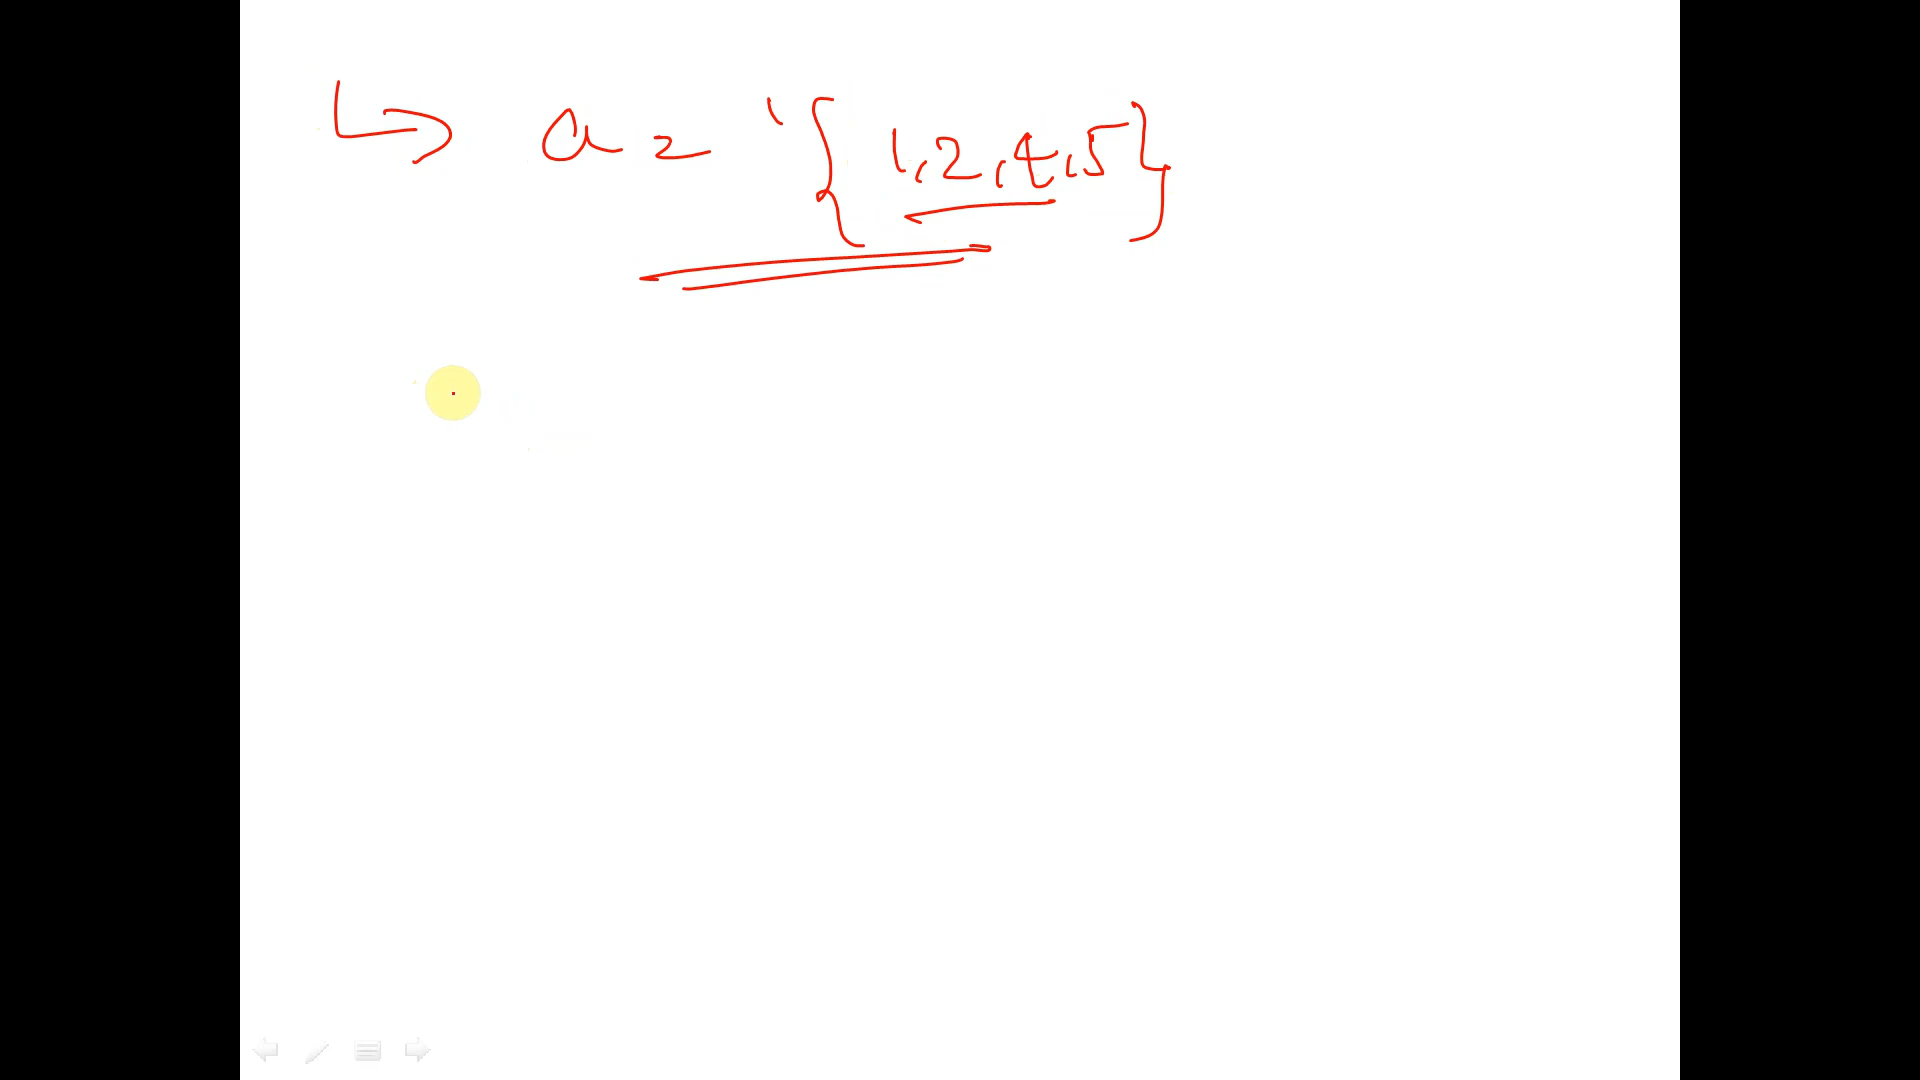 a = '{1,2,4,5}